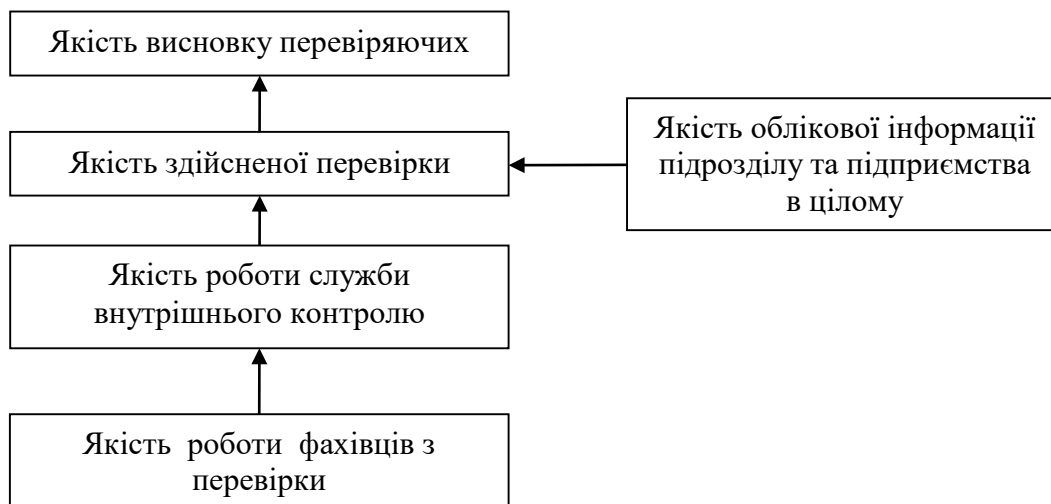 Якість висновку перевіряючих
Якість здійсненої перевірки
Якість облікової інформації
підрозділу та підприємства
в цілому
Якість роботи служби
внутрішнього контролю
Якість роботи фахівців з
перевірки